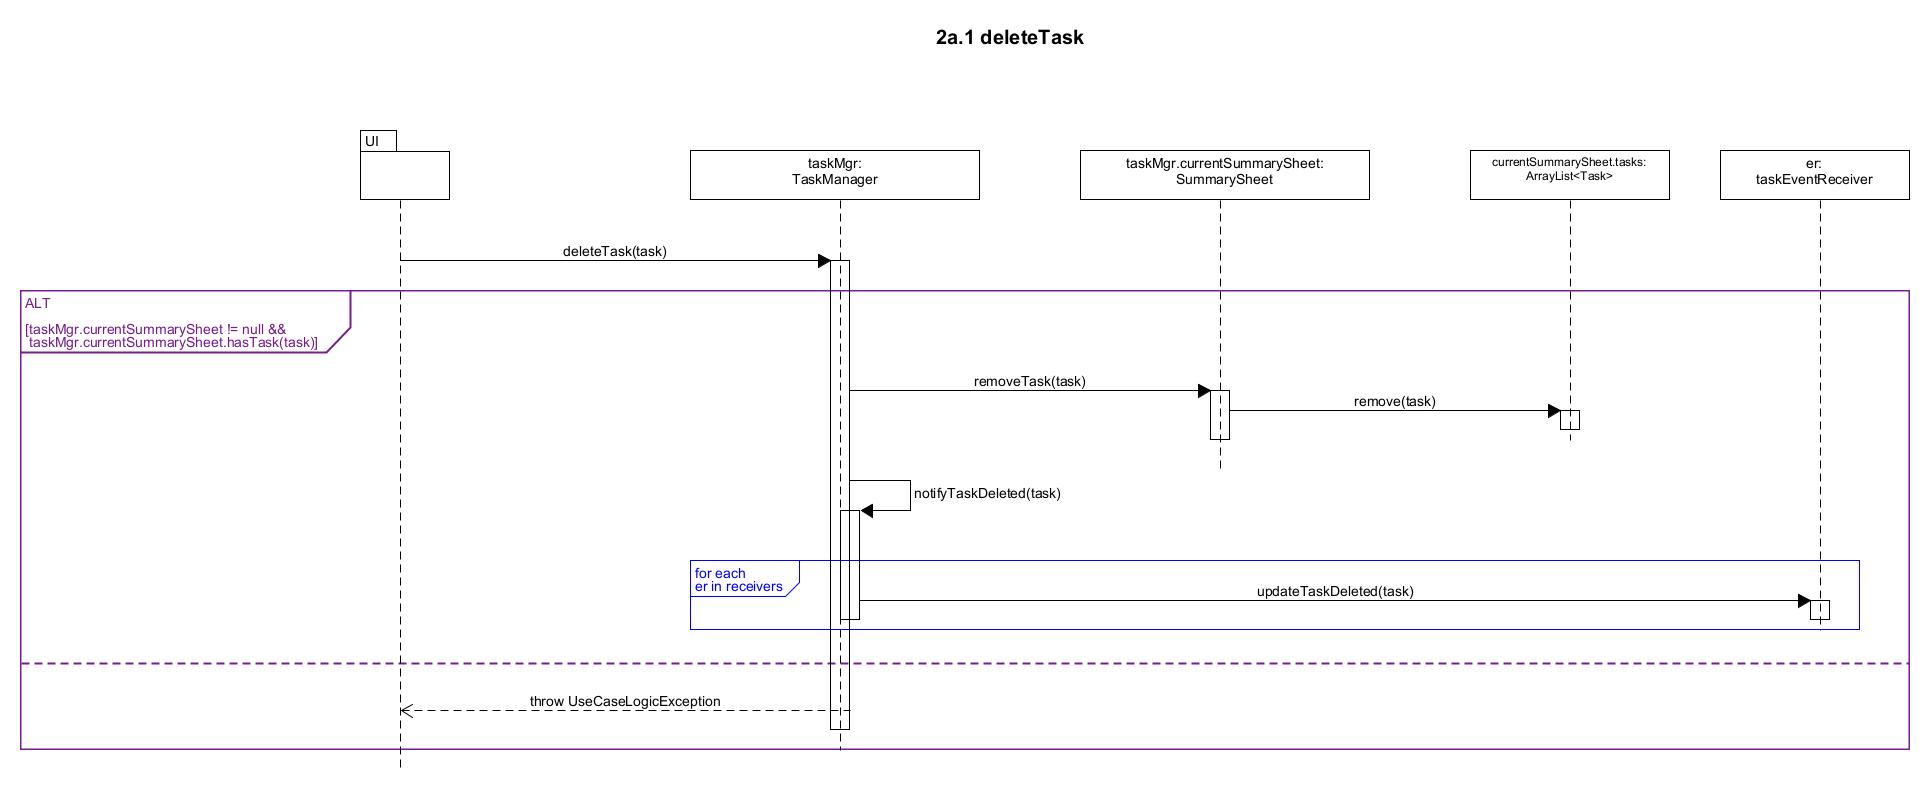 2a.1 deleteTask
UI
taskMgr:
TaskManager
taskMgr.currentSummarySheet:
SummarySheet
currentSummarySheet.tasks:
ArrayList<Task>
er:
taskEventReceiver
deleteTask(task)
ALT
[taskMgr.currentSummarySheet != null &&
taskMgr.currentSummarySheet.hasTask(task)]
removeTask(task)
remove(task)
notifyTaskDeleted(task)
for each
er in receivers
updateTaskDeleted(task)
throw UseCaseLogicException